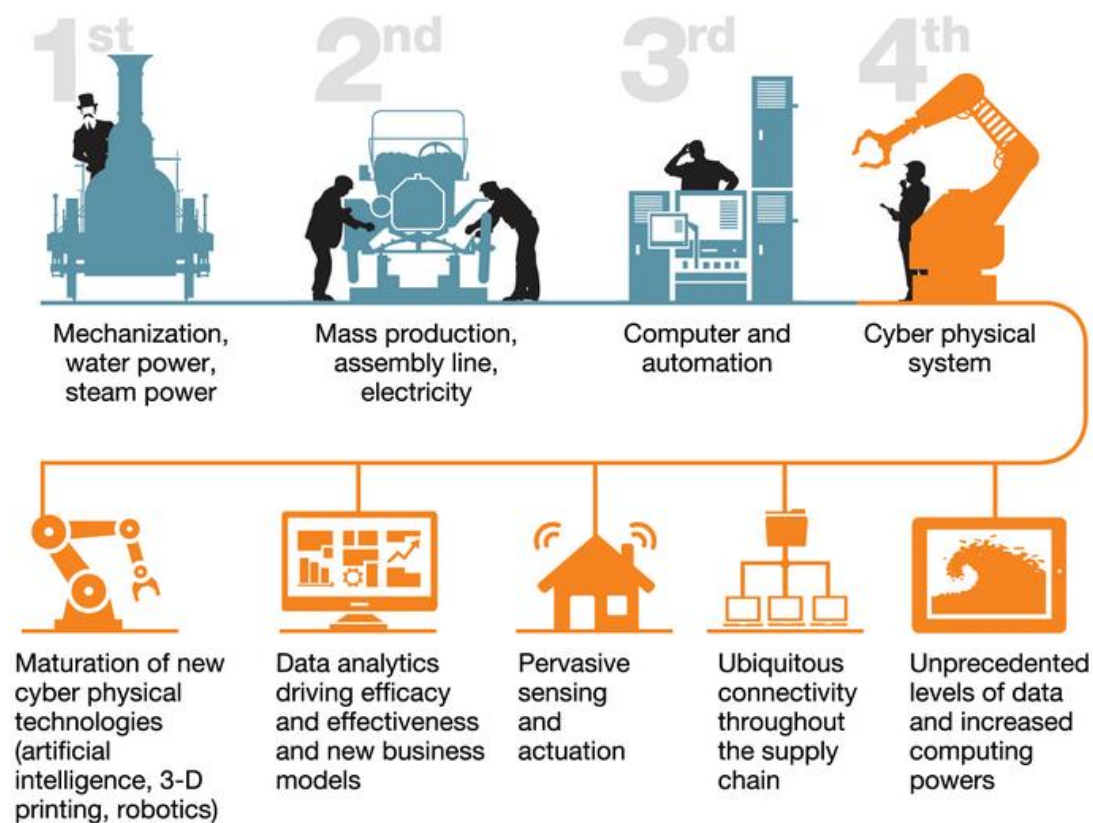 1st
2nd
3rd
4th
Mechanization,
water power,
steam power
Mass production,
assembly line,
electricity
Computer and
automation
Cyber physical
system
Maturation of new
cyber physical
technologies
(artificial
intelligence, 3-D
printing, robotics)
Data analytics
driving efficacy
and effectiveness
and new business
models
Pervasive
sensing
and
actuation
Ubiquitous
connectivity
throughout
the supply
chain
Unprecedented
levels of data
and increased
computing
powers